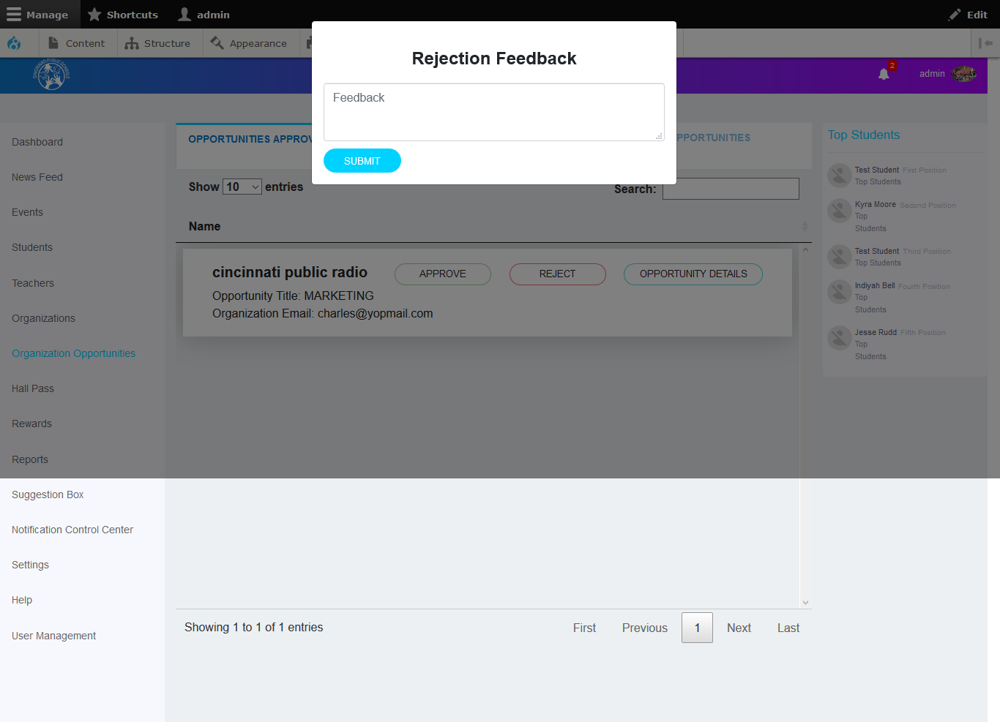 Manage
Shortcuts
admin
Edit
Content
Structure
Appearance
Rejection Feedback
Feedback
SUBMIT
CINCINNATI PUBLIC SCHOOLS
2
admin
Dashboard
News Feed
Events
Students
Teachers
Organizations
Organization Opportunities
Hall Pass
Rewards
Reports
Suggestion Box
Notification Control Center
Settings
Help
User Management
OPPORTUNITIES APPROV
PPORTUNITIES
Show 10 entries
Search:
Name
cincinnati public radio
APPROVE
REJECT
OPPORTUNITY DETAILS
Opportunity Title: MARKETING
Organization Email: charles@yopmail.com
Showing 1 to 1 of 1 entries
First
Previous
1
Next
Last
Top Students
Test Student First Position
Top Students
Kyra Moore Second Position
Top
Students
Test Student Third Position
Top Students
Indiyah Bell Fourth Position
Top
Students
Jesse Rudd Fifth Position
Top
Students